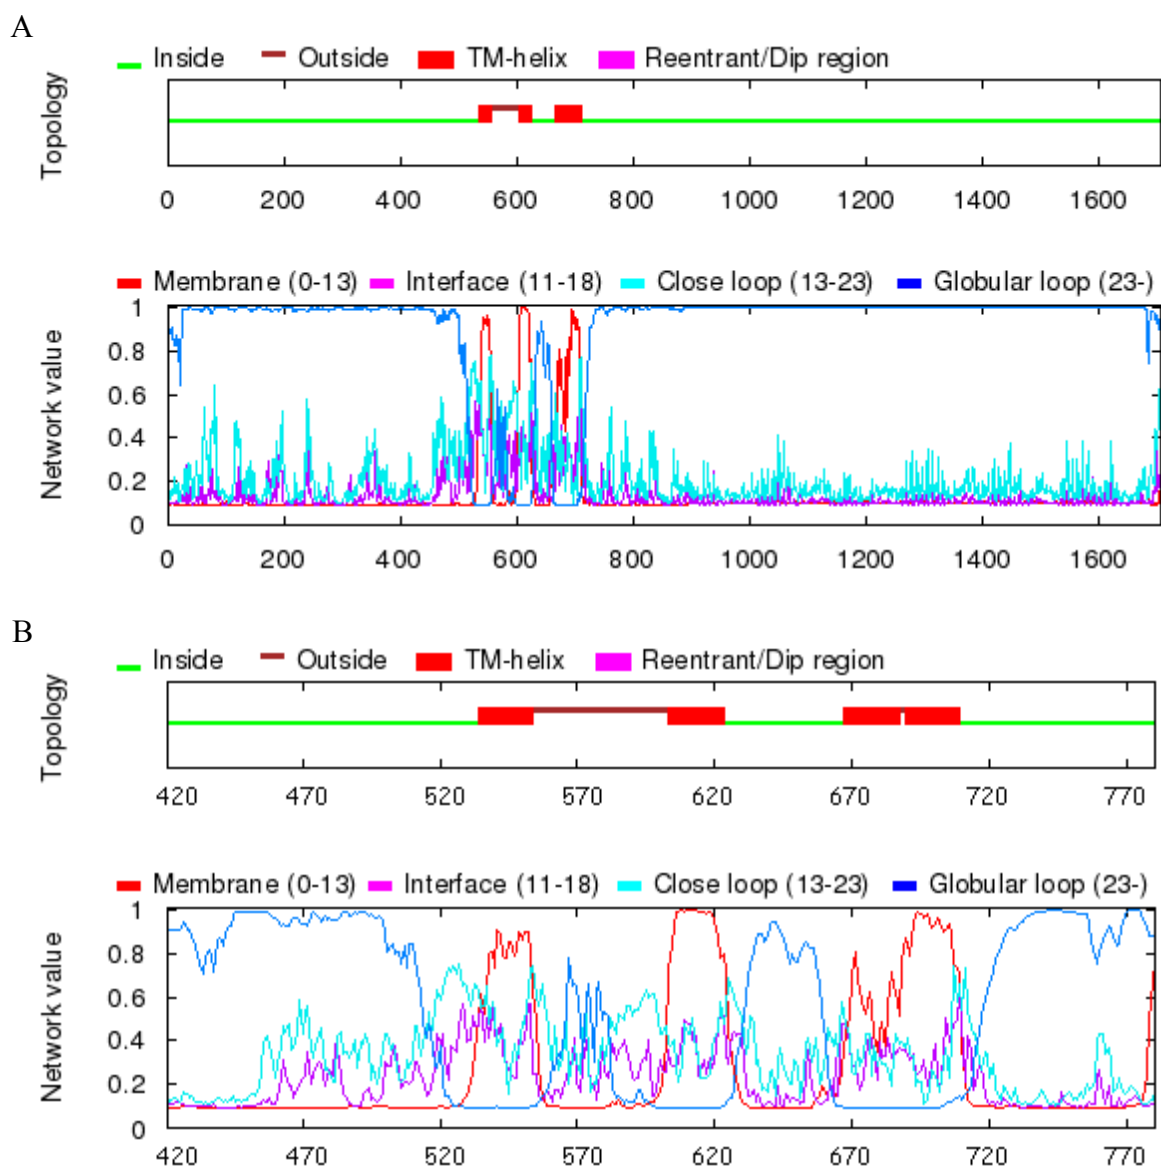 A
Inside Outside TM-helix Reentrant/Dip region
Topology
0 200 400 600 800 1000 1200 1400 1600
Membrane (0-13) Interface (11-18) Close loop (13-23) Globular loop (23-)
Network value
1
0.8
0.6
0.4
0.2
0
0 200 400 600 800 1000 1200 1400 1600
B
Inside Outside TM-helix Reentrant/Dip region
Topology
420 470 520 570 620 670 720 770
Membrane (0-13) Interface (11-18) Close loop (13-23) Globular loop (23-)
Network value
1
0.8
0.6
0.4
0.2
0
420 470 520 570 620 670 720 770